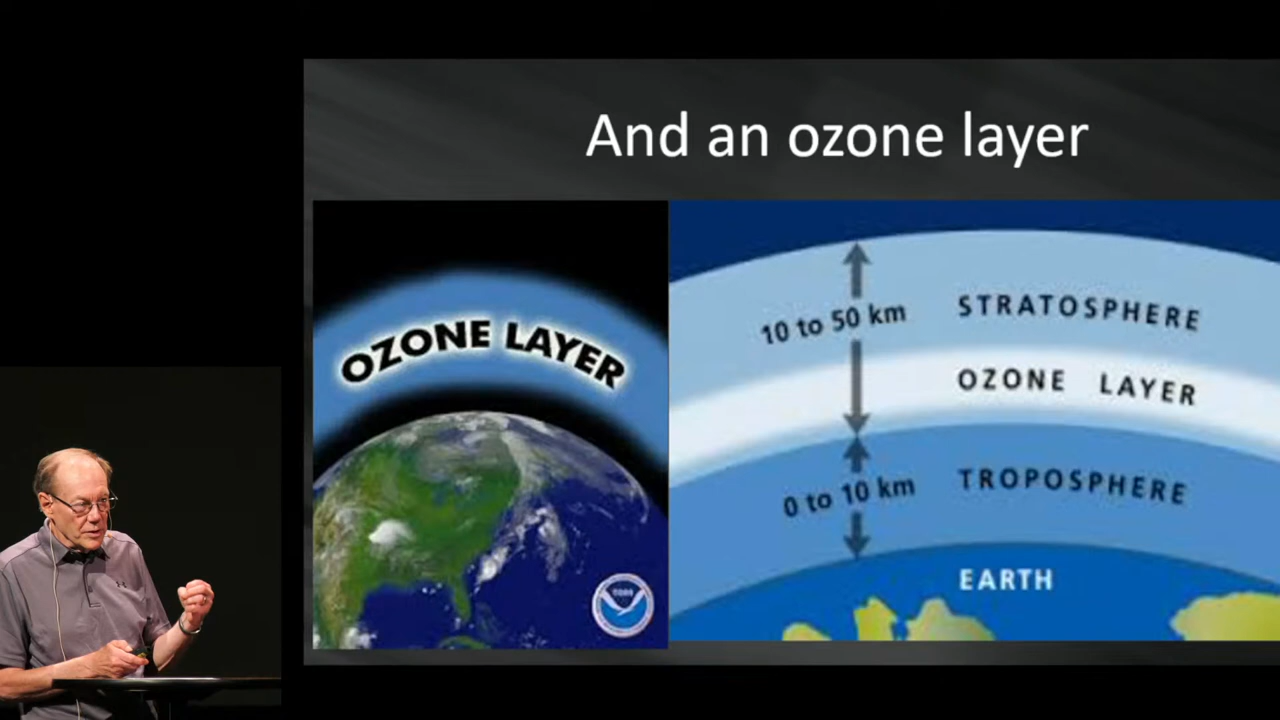 And an ozone layer
OZONE LAYER
10 to 50 km
STRATOSPHERE
OZONE LAYER
0 to 10 km
TROPOSPHERE
EARTH